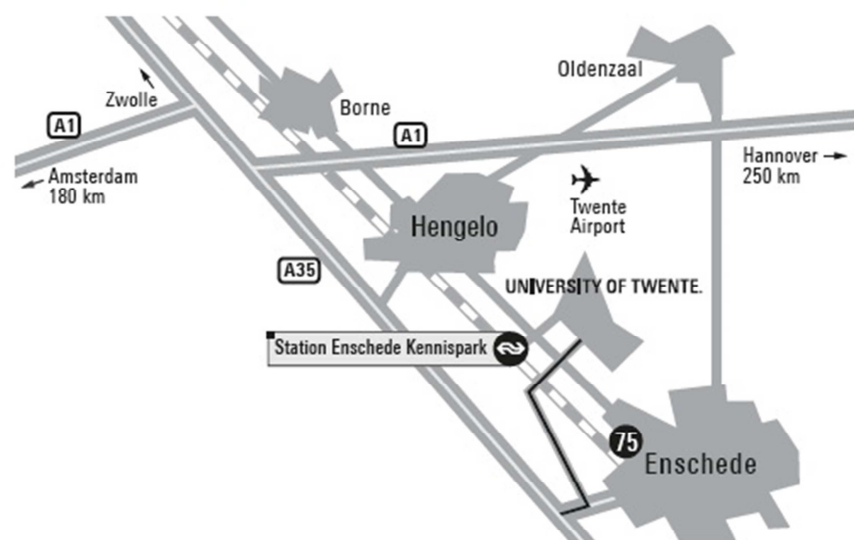 Oldenzaal
Zwolle
Borne
A1
A1
Hannover →
250 km
← Amsterdam
180 km
Twente
Airport
Hengelo
A35
UNIVERSITY OF TWENTE.
Station Enschede Kennispark
75
Enschede